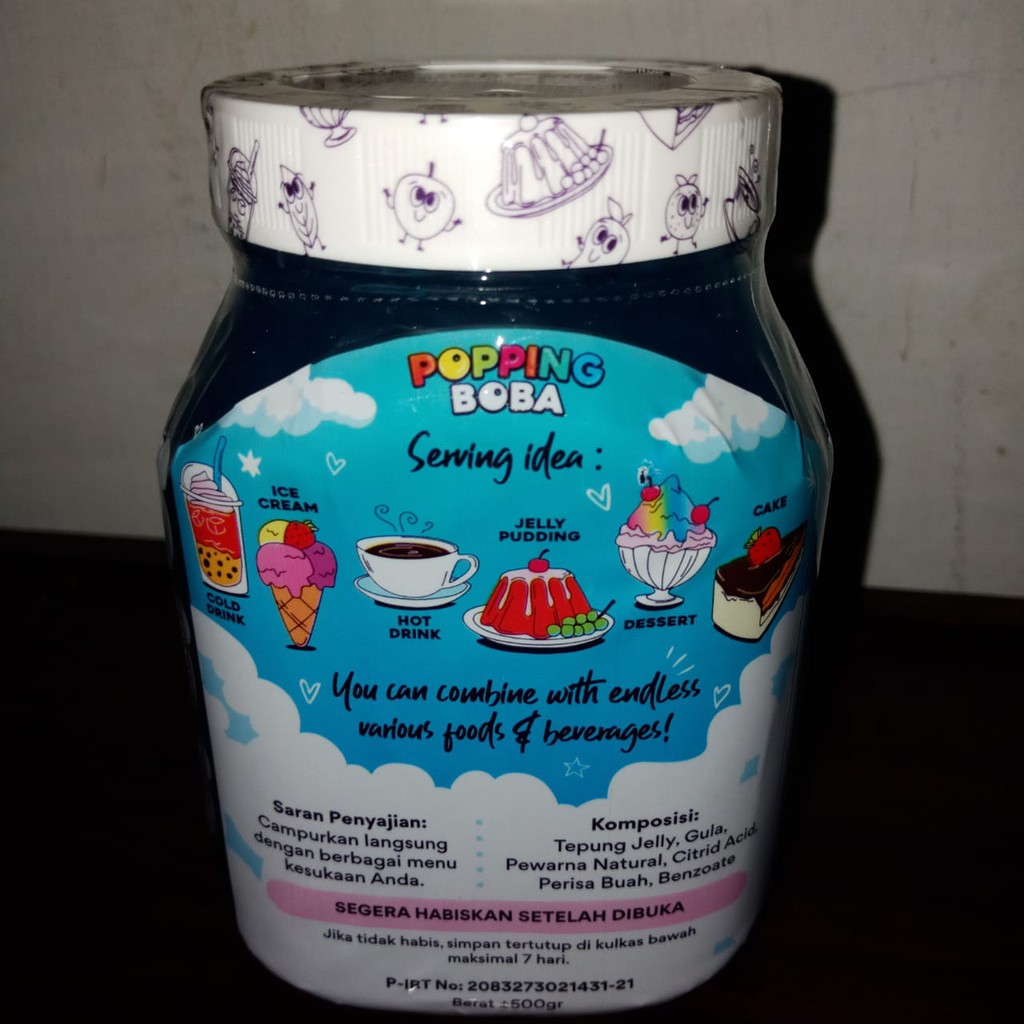 POPPING
BOBA
Serving idea :
COLD
DRINK
ICE
CREAM
HOT
DRINK
JELLY
PUDDING
DESSERT
CAKE
You can combine with endless
various foods & beverages!
Saran Penyajian:
Campurkan langsung
dengan berbagai menu
kesukaan Anda.
Komposisi:
Tepung Jelly, Gula,
Pewarna Natural, Citrid Acid,
Perisa Buah, Benzoate
SEGERA HABISKAN SETELAH DIBUKA
Jika tidak habis, simpan tertutup di kulkas bawah
maksimal 7 hari.
P-IRT No: 2083273021431-21
Berat ±500gr